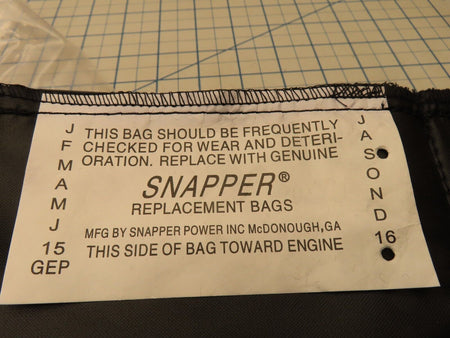 J
F
M
A
M
J
15
GEP
THIS BAG SHOULD BE FREQUENTLY
CHECKED FOR WEAR AND DETERI-
ORATION. REPLACE WITH GENUINE
SNAPPER®
REPLACEMENT BAGS
MFG BY SNAPPER POWER INC McDONOUGH,GA
THIS SIDE OF BAG TOWARD ENGINE
J
A
S
O
N
D
16